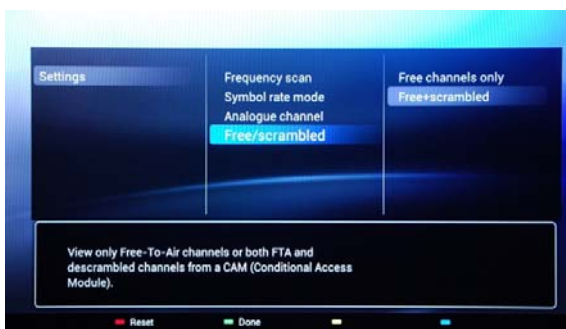 Settings
Frequency scan
Symbol rate mode
Analogue channel
Free/scrambled
Free channels only
Free+scrambled
View only Free-To-Air channels or both FTA and
descrambled channels from a CAM (Conditional Access
Module).
Reset
Done